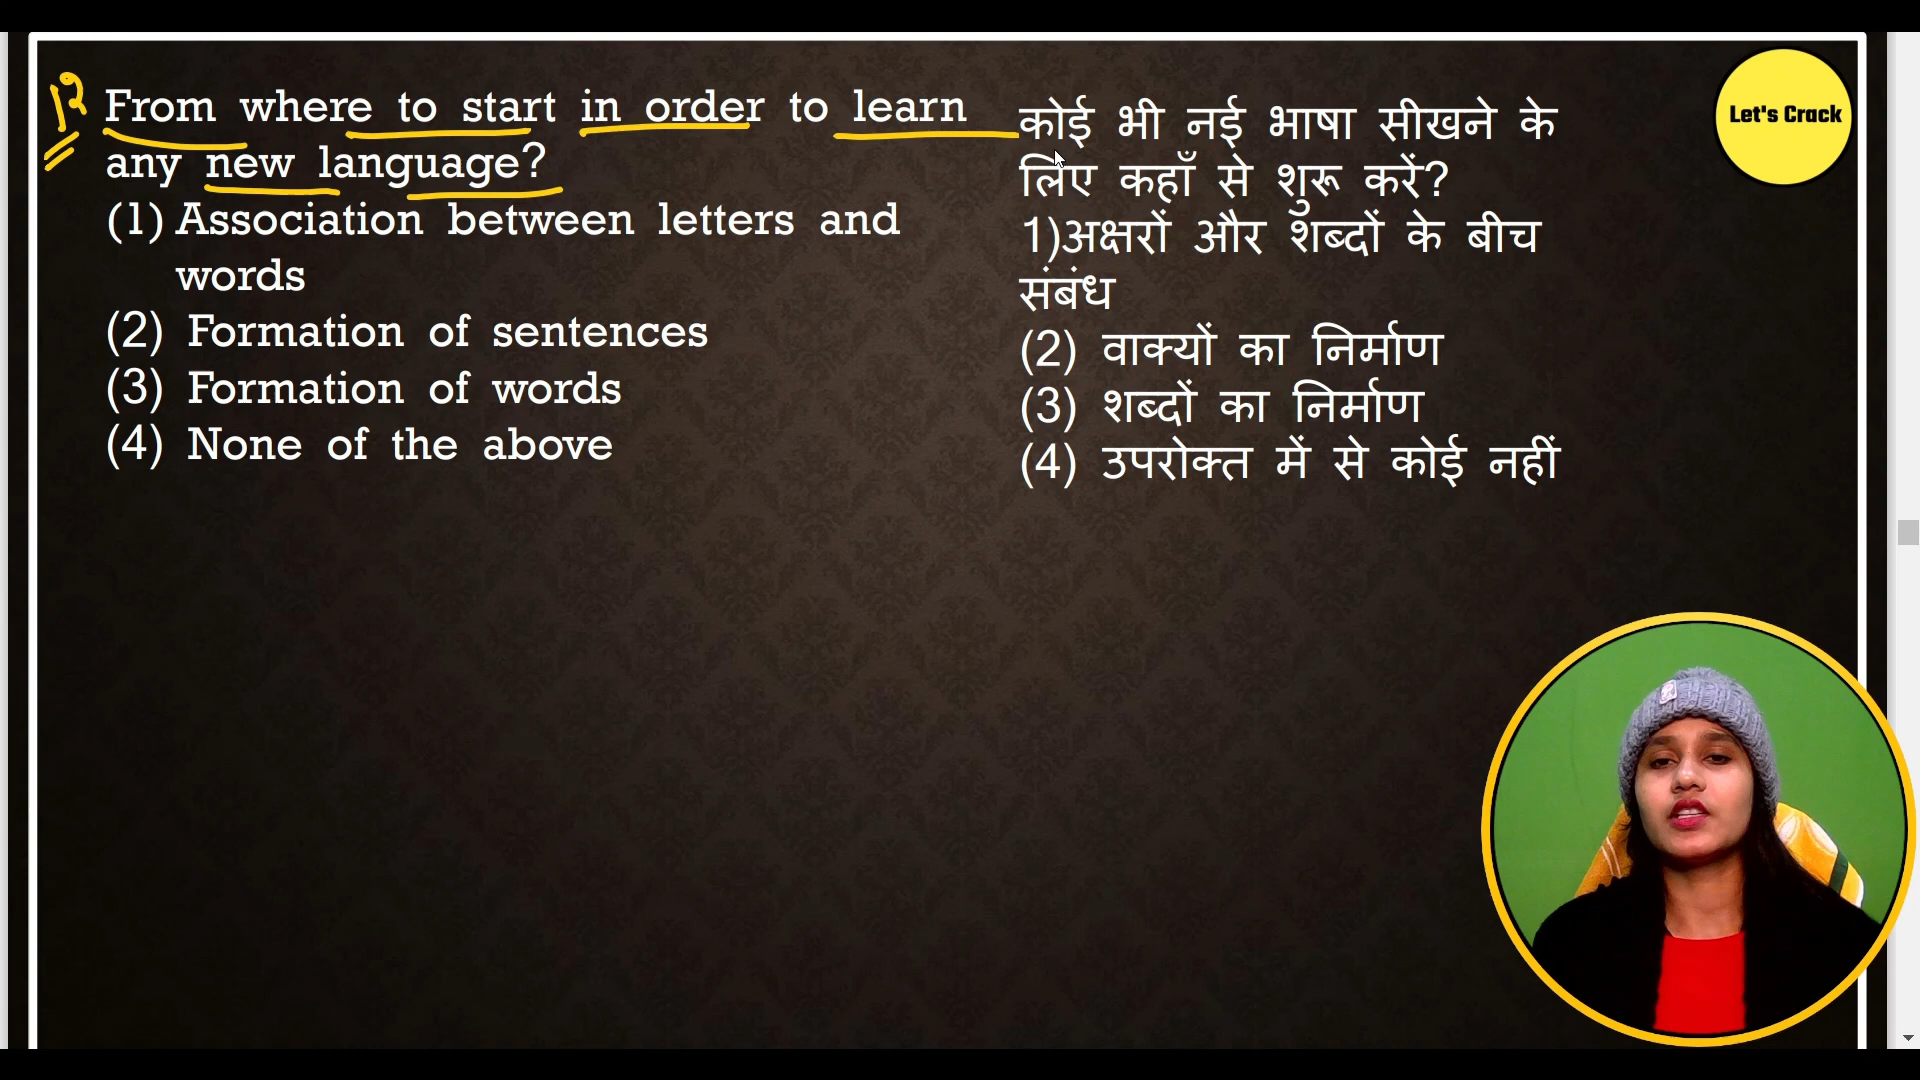 12 From where to start in order to learn
any new language?
(1) Association between letters and
words
(2) Formation of sentences
(3) Formation of words
(4) None of the above
कोई भी नई भाषा सीखने के
लिए कहाँ से शुरू करें?
1)अक्षरों और शब्दों के बीच
संबंध
(2) वाक्यों का निर्माण
(3) शब्दों का निर्माण
(4) उपरोक्त में से कोई नहीं
Let's Crack